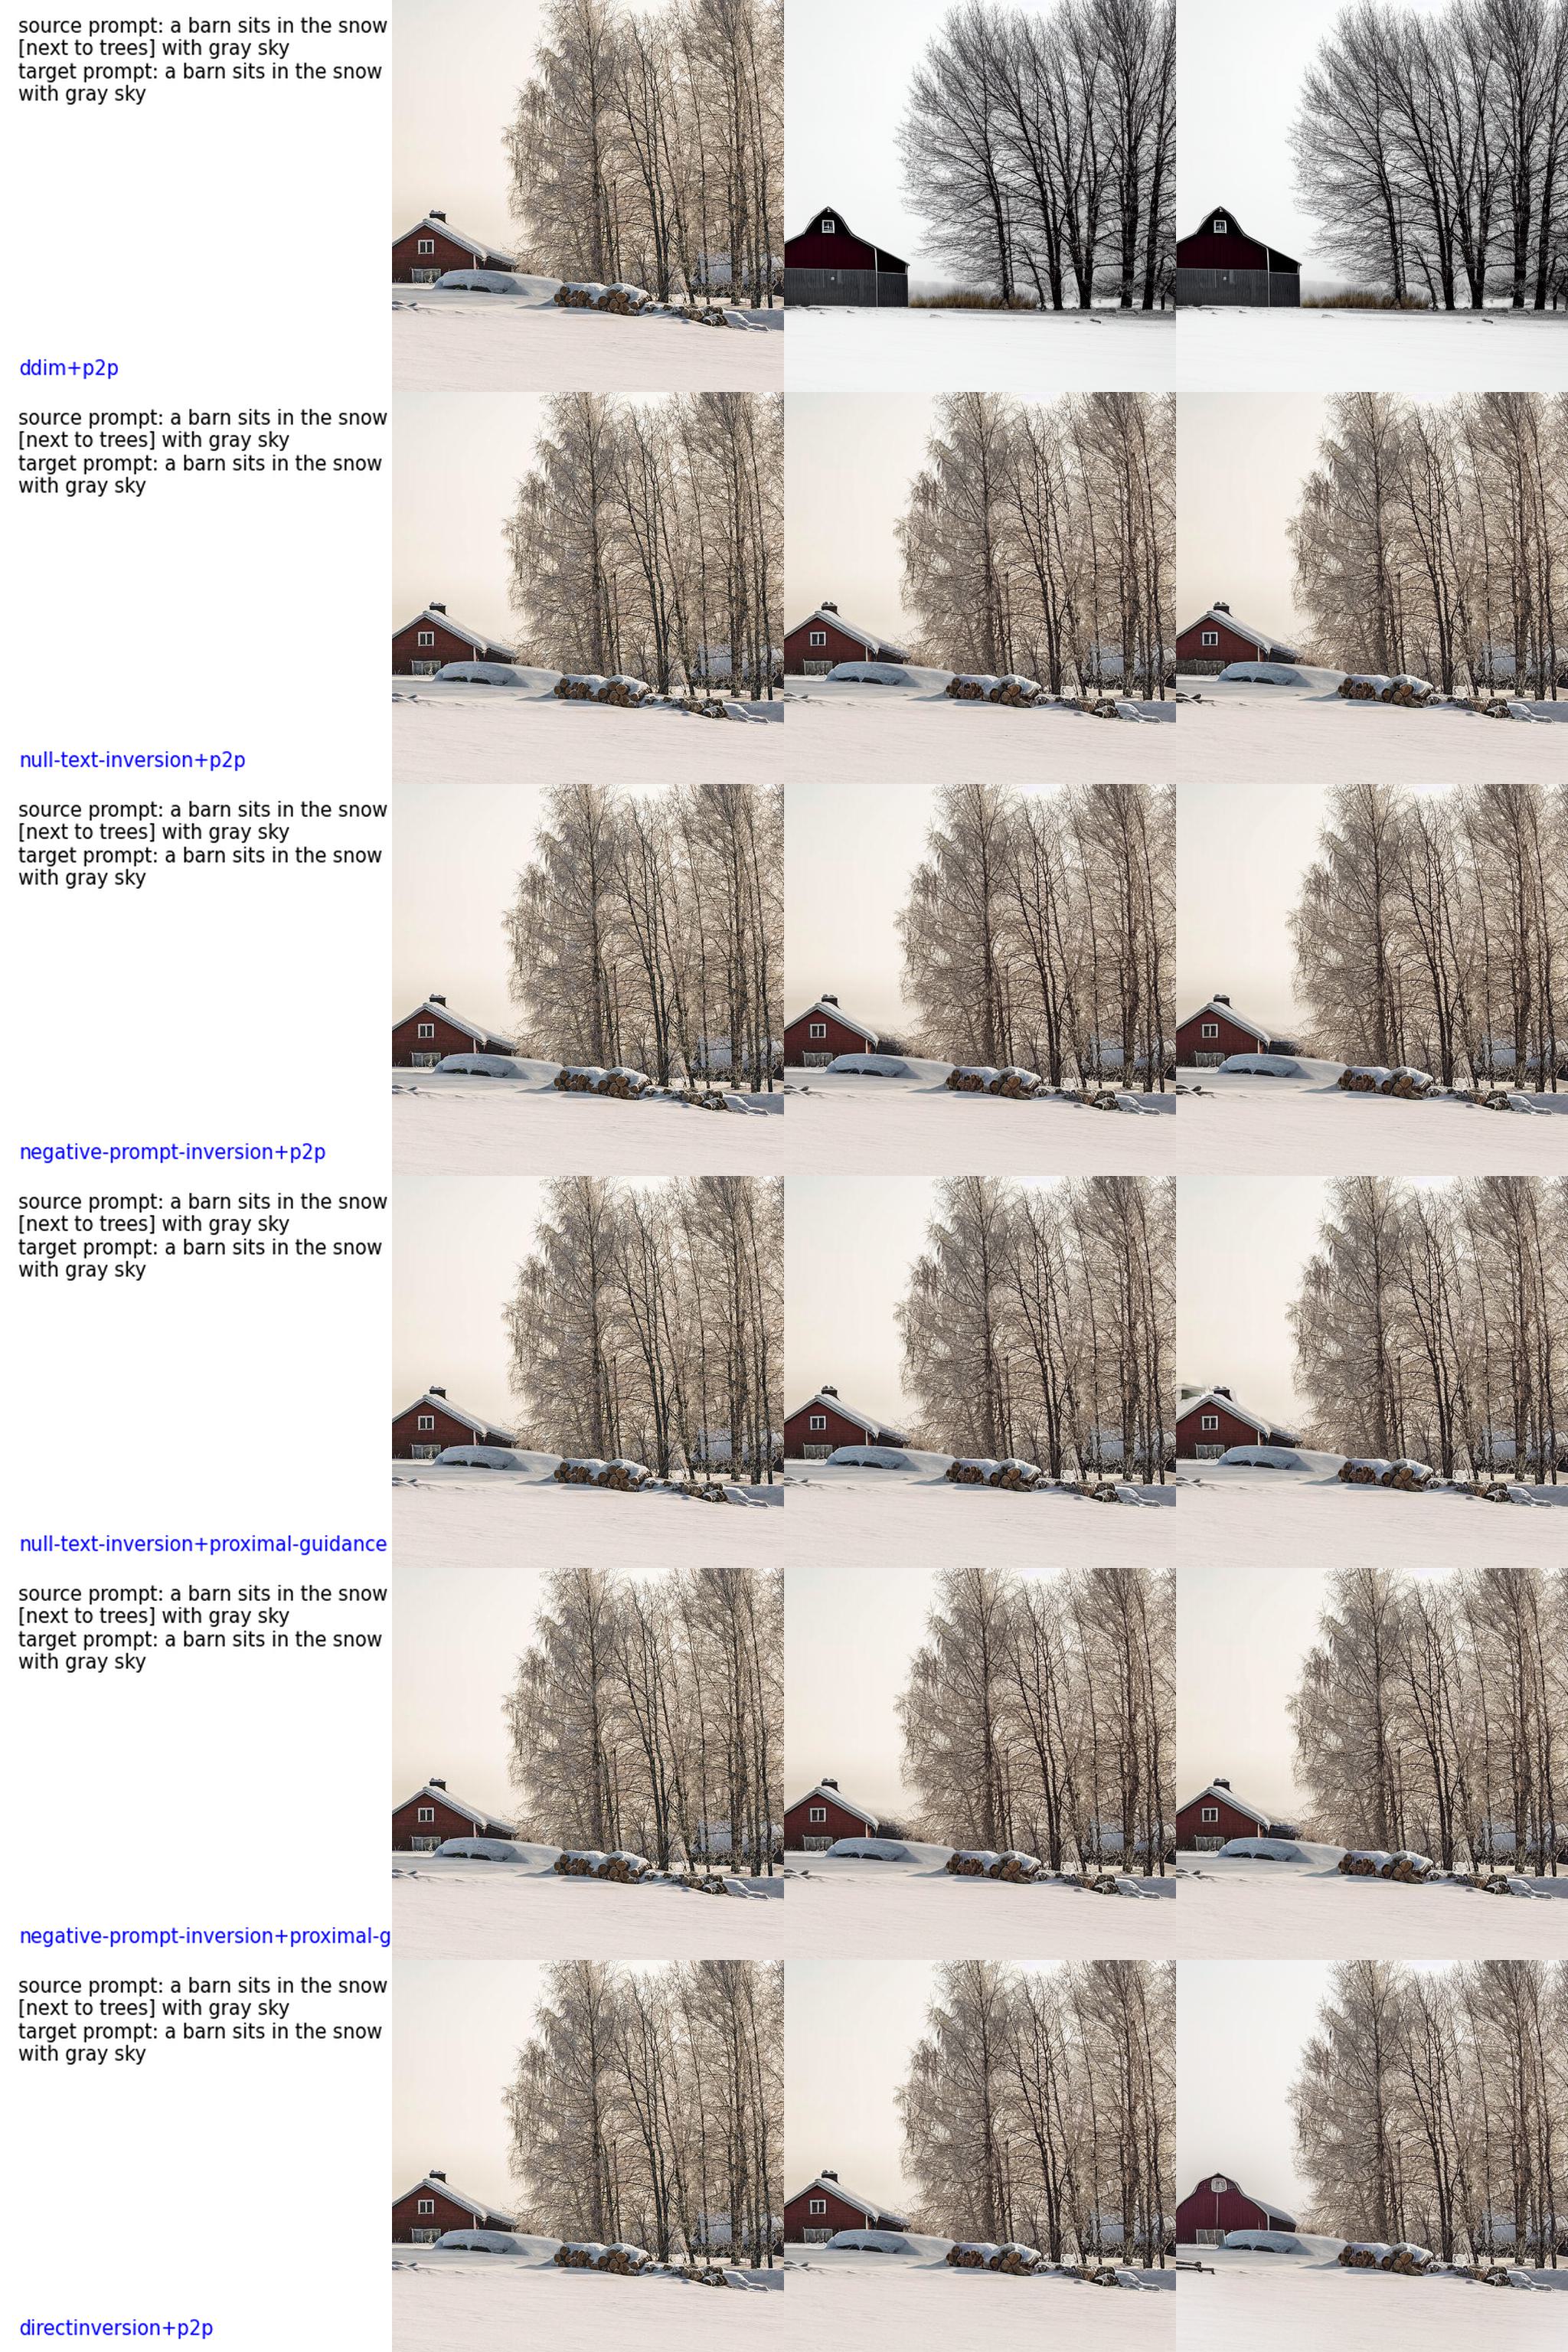 source prompt: a barn sits in the snow
[next to trees] with gray sky
target prompt: a barn sits in the snow
with gray sky
ddim+p2p
source prompt: a barn sits in the snow
[next to trees] with gray sky
target prompt: a barn sits in the snow
with gray sky
null-text-inversion+p2p
source prompt: a barn sits in the snow
[next to trees] with gray sky
target prompt: a barn sits in the snow
with gray sky
negative-prompt-inversion+p2p
source prompt: a barn sits in the snow
[next to trees] with gray sky
target prompt: a barn sits in the snow
with gray sky
null-text-inversion+proximal-guidance
source prompt: a barn sits in the snow
[next to trees] with gray sky
target prompt: a barn sits in the snow
with gray sky
negative-prompt-inversion+proximal-g
source prompt: a barn sits in the snow
[next to trees] with gray sky
target prompt: a barn sits in the snow
with gray sky
directinversion+p2p